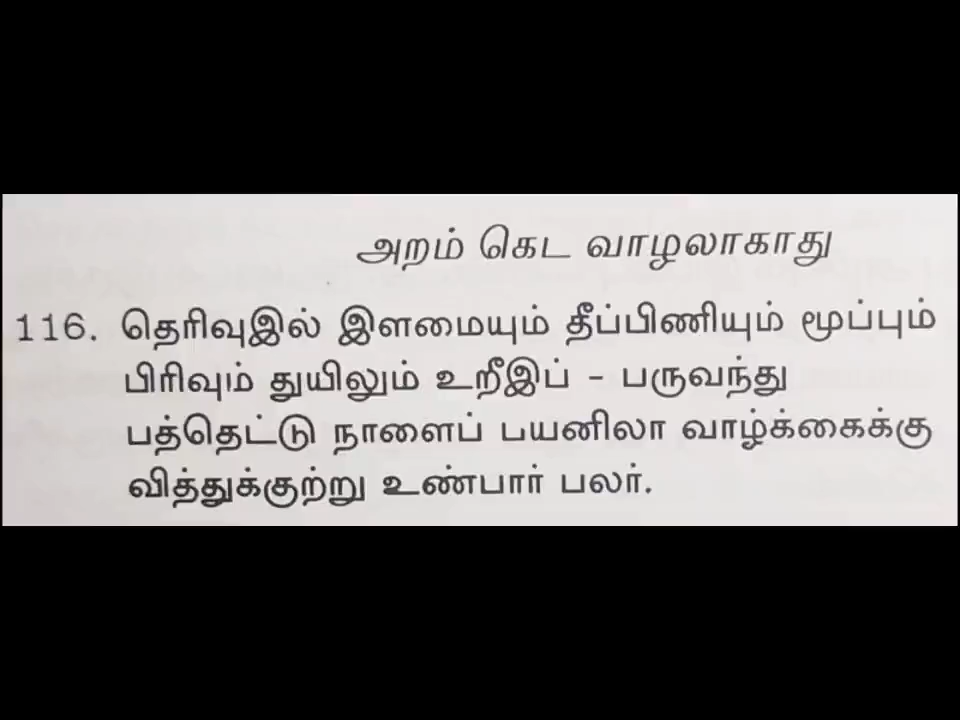 அறம் கெட வாழலாகாது
116. தெரிவுஇல் இளமையும் தீப்பிணியும் மூப்பும்
பிரிவும் துயிலும் உறீஇப் – பருவந்து
பத்தெட்டு நாளைப் பயனிலா வாழ்க்கைக்கு
வித்துக்குற்று உண்பார் பலர்.